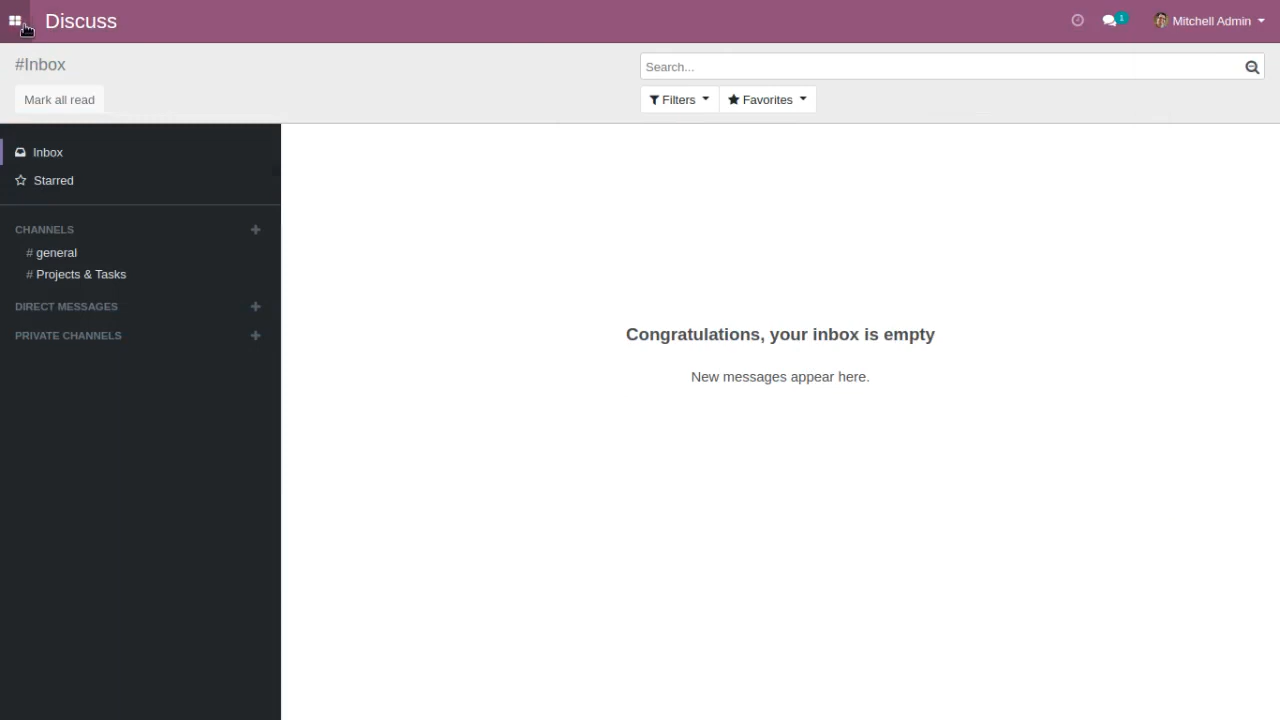 Discuss
1
Mitchell Admin
#Inbox
Search...
Mark all read
Filters
Favorites
Inbox
Starred
CHANNELS
# general
# Projects & Tasks
DIRECT MESSAGES
PRIVATE CHANNELS
Congratulations, your inbox is empty
New messages appear here.